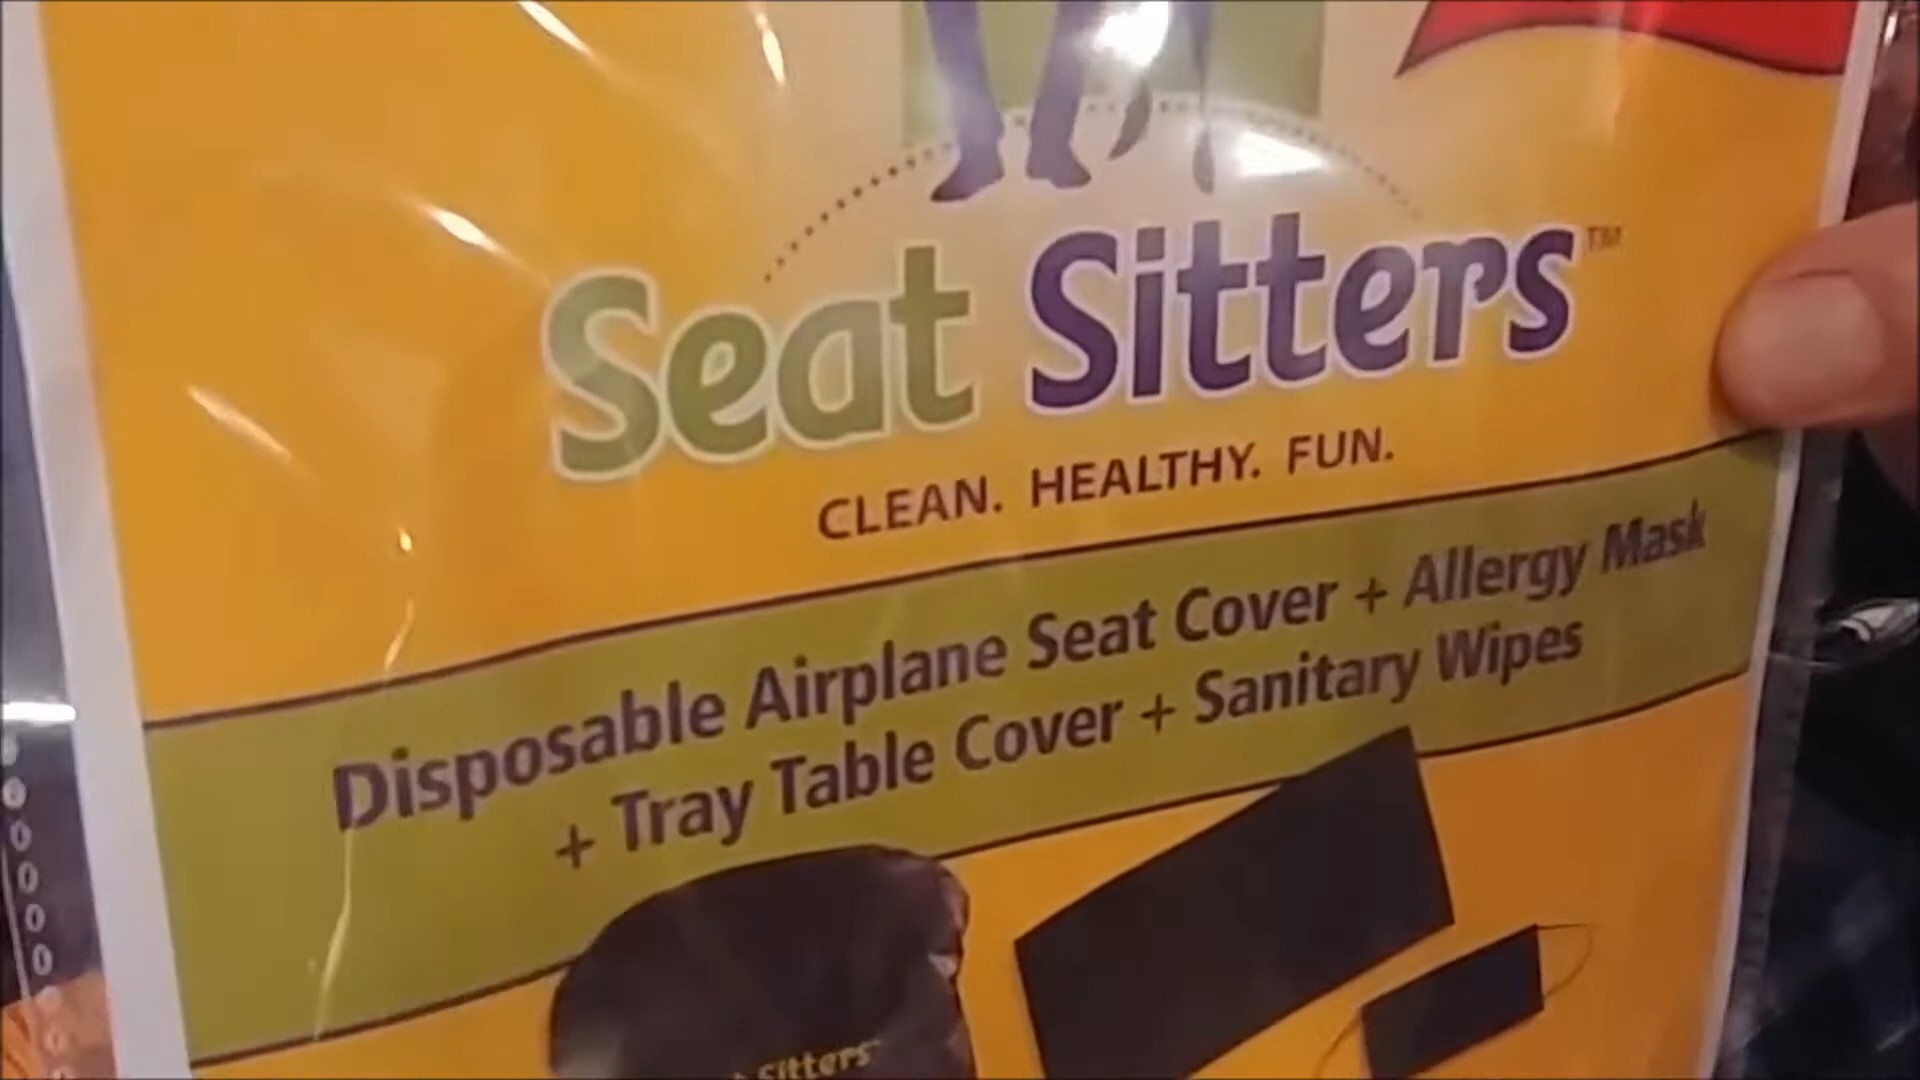 Seat Sitters™
CLEAN. HEALTHY. FUN.
Disposable Airplane Seat Cover + Allergy Mask
+ Tray Table Cover + Sanitary Wipes
Sitters